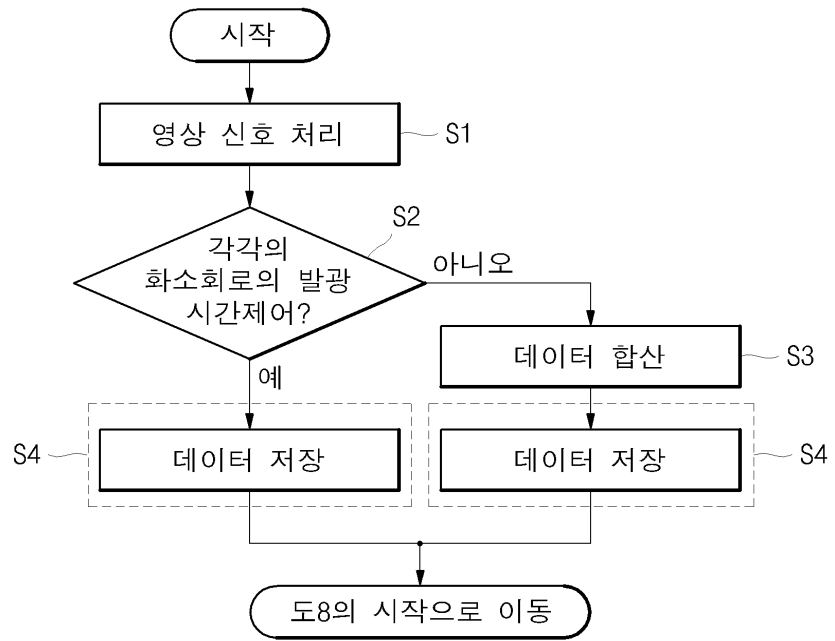 시작
영상 신호 처리
S1
S2
각각의
화소회로의 발광
시간제어?
아니오
예
데이터 합산
S3
S4
데이터 저장
데이터 저장
S4
도8의 시작으로 이동